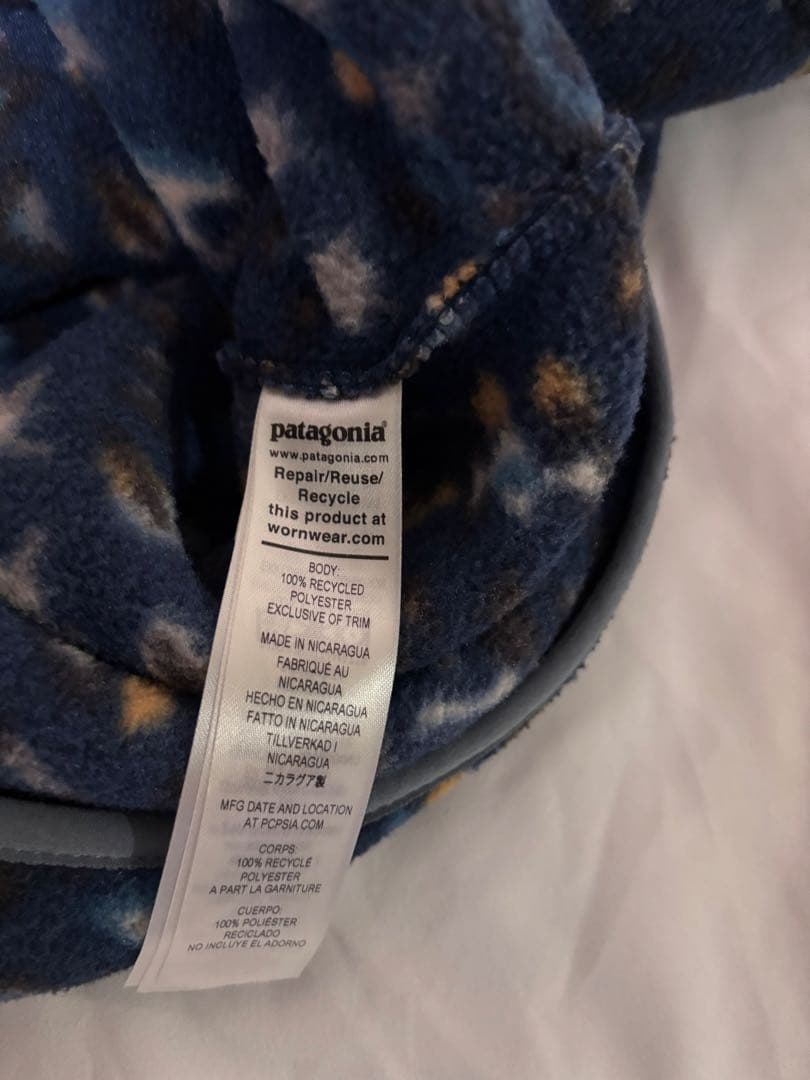 patagonia®
www.patagonia.com
Repair/Reuse/
Recycle
this product at
wornwear.com
BODY:
100% RECYCLED
POLYESTER
EXCLUSIVE OF TRIM
MADE IN NICARAGUA
FABRIQUÉ AU
NICARAGUA
HECHO EN NICARAGUA
FATTO IN NICARAGUA
TILLVERKAD I
NICARAGUA
ニカラグア製
MFG DATE AND LOCATION
AT PCPSIA.COM
CORPS:
100% RECYCLÉ
POLYESTER
A PART LA GARNITURE
CUERPO:
100% POLIÉSTER
RECICLADO
NO INCLUYE EL ADORNO